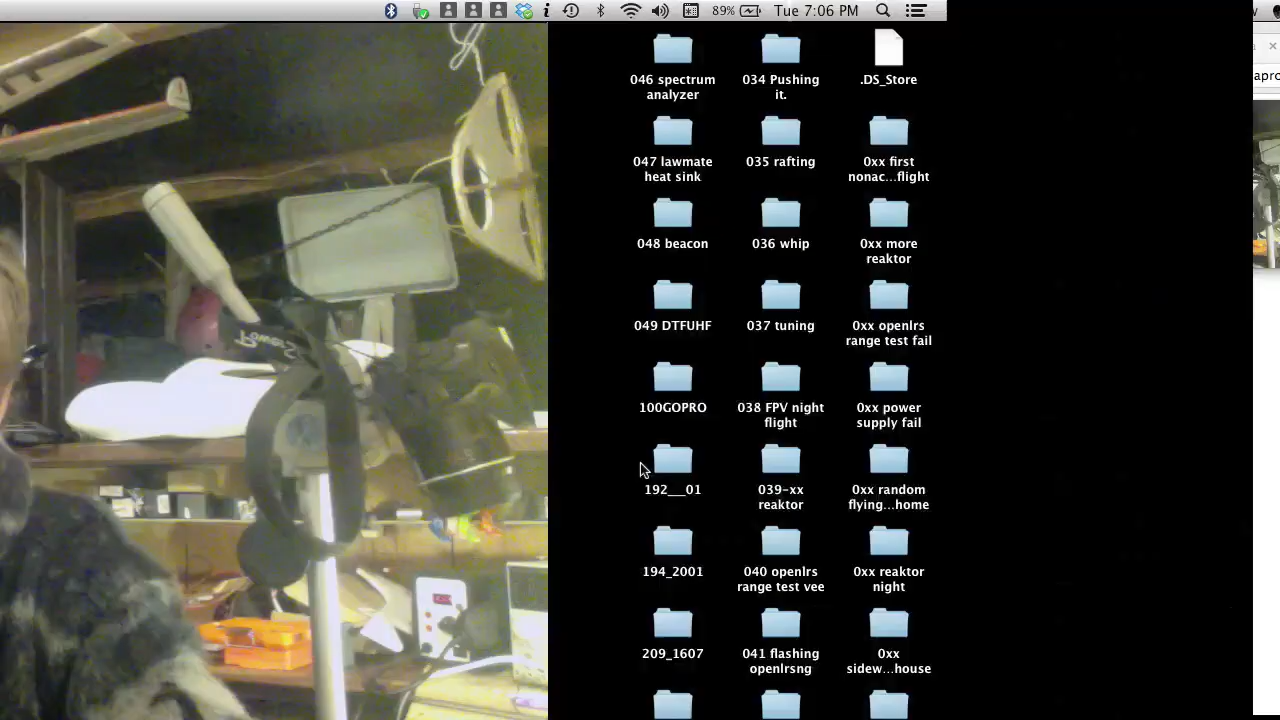 89% Tue 7:06 PM
046 spectrum
analyzer
034 Pushing
it.
.DS_Store
047 lawmate
heat sink
035 rafting
0xx first
nonac...flight
048 beacon
036 whip
0xx more
reaktor
049 DTFUHF
037 tuning
0xx openlrs
range test fail
100GOPRO
038 FPV night
flight
0xx power
supply fail
192__01
039-xx
reaktor
0xx random
flying...home
194_2001
040 openlrs
range test vee
0xx reaktor
night
209_1607
041 flashing
openlrsng
0xx
sidew...house